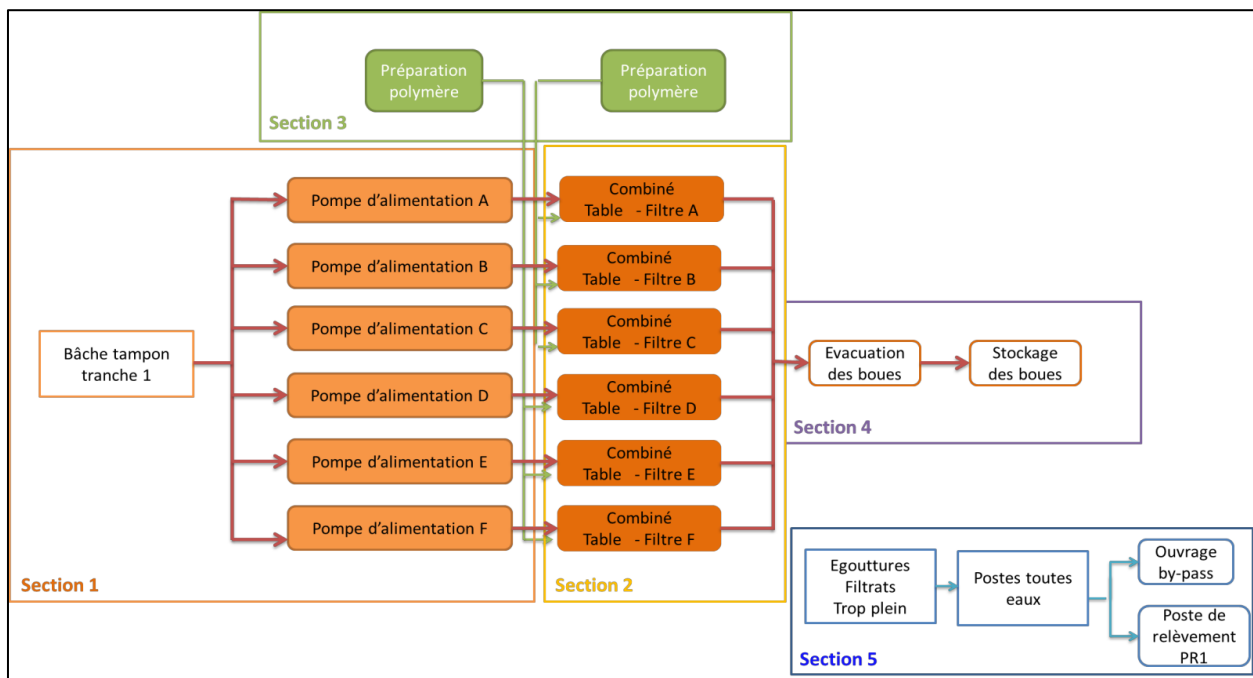 Préparation
polymère
Préparation
polymère
Section 3
Pompe d'alimentation A
Pompe d'alimentation B
Pompe d'alimentation C
Pompe d'alimentation D
Pompe d'alimentation E
Pompe d'alimentation F
Bâche tampon
tranche 1
Section 1
Combiné
Table - Filtre A
Combiné
Table - Filtre B
Combiné
Table - Filtre C
Combiné
Table - Filtre D
Combiné
Table - Filtre E
Combiné
Table - Filtre F
Section 2
Evacuation
des boues
Stockage
des boues
Section 4
Egouttures
Filtrats
Trop plein
Postes toutes
eaux
Ouvrage
by-pass
Poste de
relèvement
PR1
Section 5